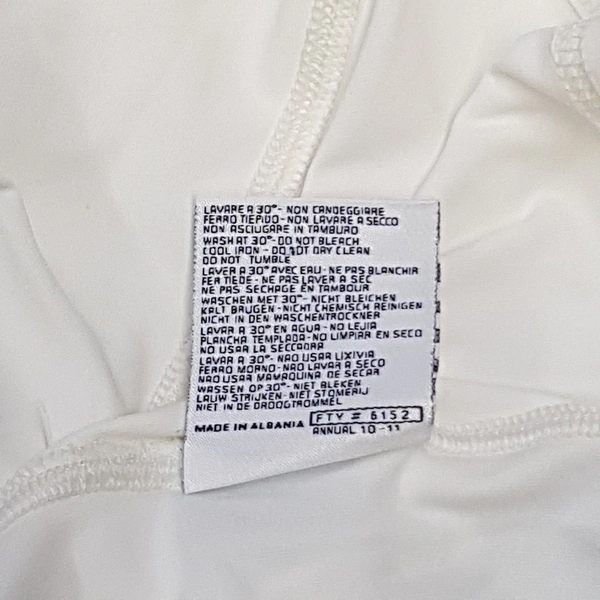 LAVARE A 30°- NON CANDEGGIARE
FERRO TIEPIDO - NON LAVARE A SECCO
NON ASCIUGARE IN TAMBURO
WASH AT 30°-DO NOT BLEACH
COOL IRON - DO NOT DRY CLEAN
DO NOT TUMBLE
LAVER A 30° AVEC EAU - NE PAS BLANCHIR
FER TIEDE - NE PAS LAVER A SEC
NE PAS SECHAGE EN TAMBOUR
WASCHEN MET 30°- NICHT BLEICHEN
KALT BRUGEN - NICHT CHEMISCH REINIGEN
NICHT IN DEN WASCHENTROCKNER
LAVAR A 30° EN AGUA - NO LEJIA
PLANCHA TEMPLADA - NO LIMPIAR EN SECO
NO USAR LA SECCADRA
LAVAR A 30°- NAO USAR LIXIVIA
FERRO MORNO - NAO LAVAR A SECO
NAO USAR MAMAQUINA DE SECAR
WASSEN OP 30°- NIET BLEKEN
LAUW STRIJKEN - NIET STOMERIJ
NIET IN DE DROOGTROMMEL
MADE IN ALBANIA FTY = 6152
ANNUAL 10-11